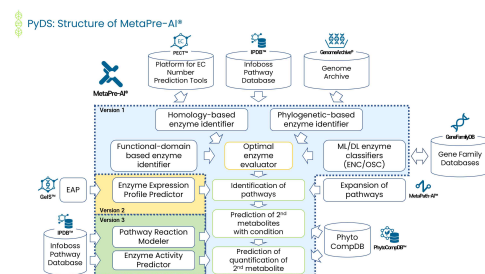 PyDS: Structure of MetaPre-AI®
EC
PECT™
IPDB™
GenomeArchive®
Platform for EC
Number
Prediction Tools
Infoboss
Pathway
Database
Genome
Archive
MetaPre-AI®
Version 1
Homology-based
enzyme identifier
Phylogenetic-based
enzyme identifier
GeneFamilyDB
Functional-domain
based enzyme
identifier
Optimal
enzyme
evaluator
ML/DL enzyme
classifiers
(ENC/OSC)
Gene Family
Databases
GeIS™
EAP
Enzyme Expression
Profile Predictor
Identification of
pathways
Expansion of
pathways
MetaPath-AI™
Version 2
Version 3
IPDB™
Infoboss
Pathway
Database
Pathway Reaction
Modeler
Prediction of 2nd
metabolites
with condition
Phyto
CompDB
PhytoCompDB™
Enzyme Activity
Predictor
Prediction of
quantification of
2nd metabolite